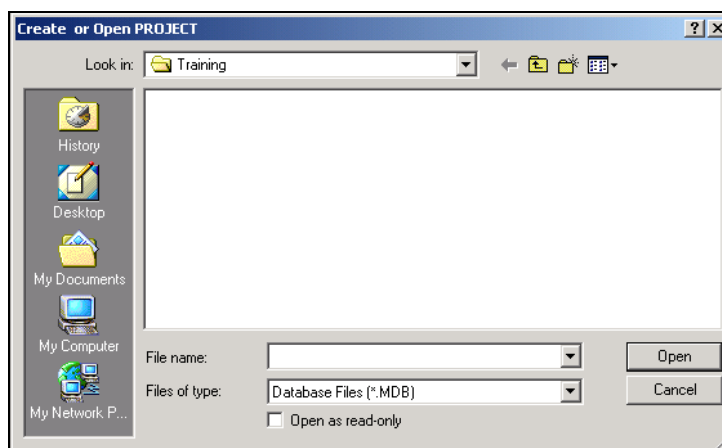 Create or Open PROJECT
Look in: Training
History
Desktop
My Documents
My Computer
My Network P...
File name:
Open
Files of type: Database Files (*.MDB)
Cancel
Open as read-only